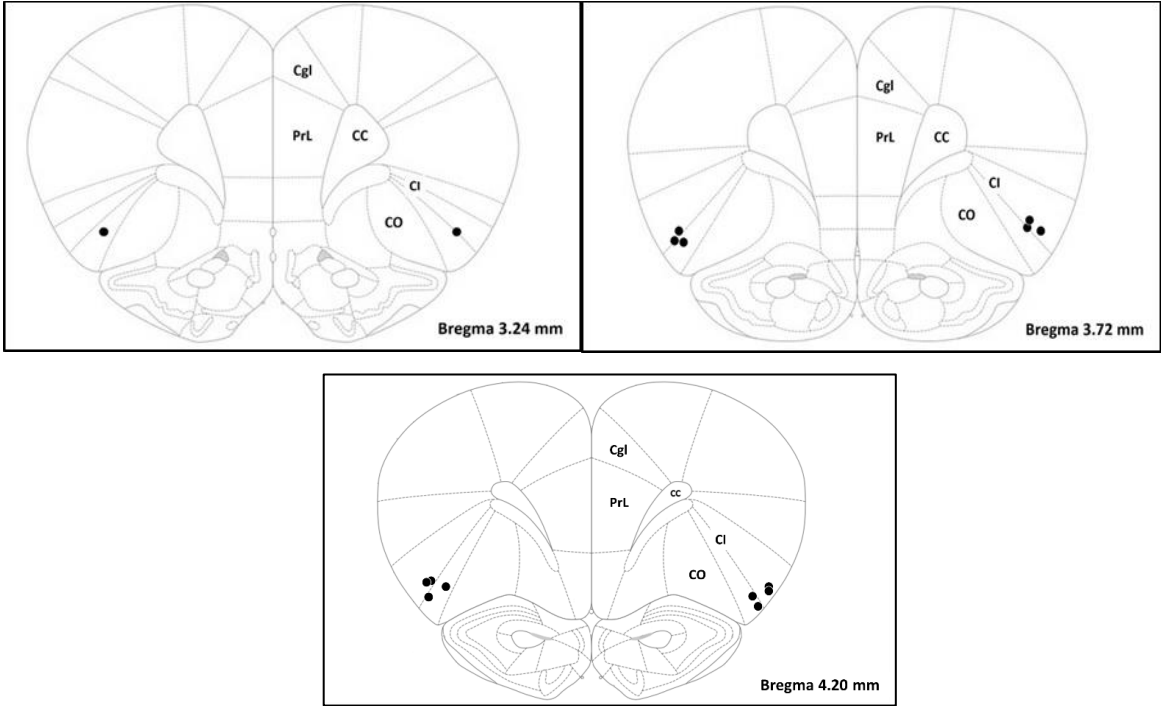 Cgl
PrL
CC
CI
CO
Bregma 3.24 mm
Cgl
PrL
CC
CI
CO
Bregma 3.72 mm
Cgl
PrL
CC
CI
CO
Bregma 4.20 mm